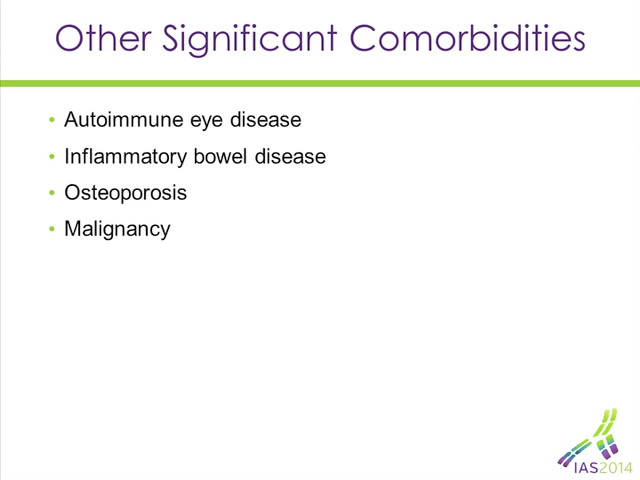 Other Significant Comorbidities
• Autoimmune eye disease
• Inflammatory bowel disease
• Osteoporosis
• Malignancy
IAS2014